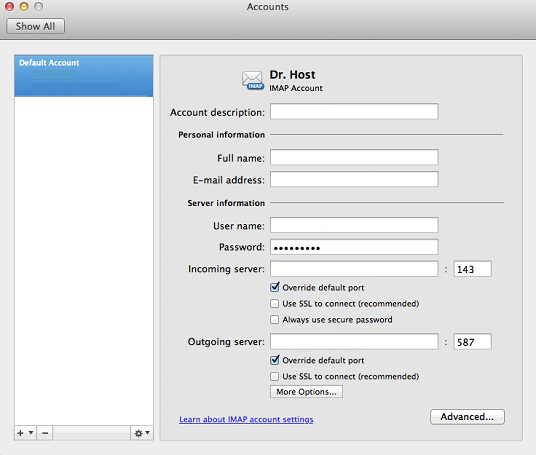 Accounts
Show All
Default Account
Dr. Host
IMAP
IMAP Account
Account description:
Personal information
Full name:
E-mail address:
Server information
User name:
Password: •••••••••
Incoming server: : 143
Override default port
Use SSL to connect (recommended)
Always use secure password
Outgoing server: : 587
Override default port
Use SSL to connect (recommended)
More Options...
Learn about IMAP account settings
Advanced...